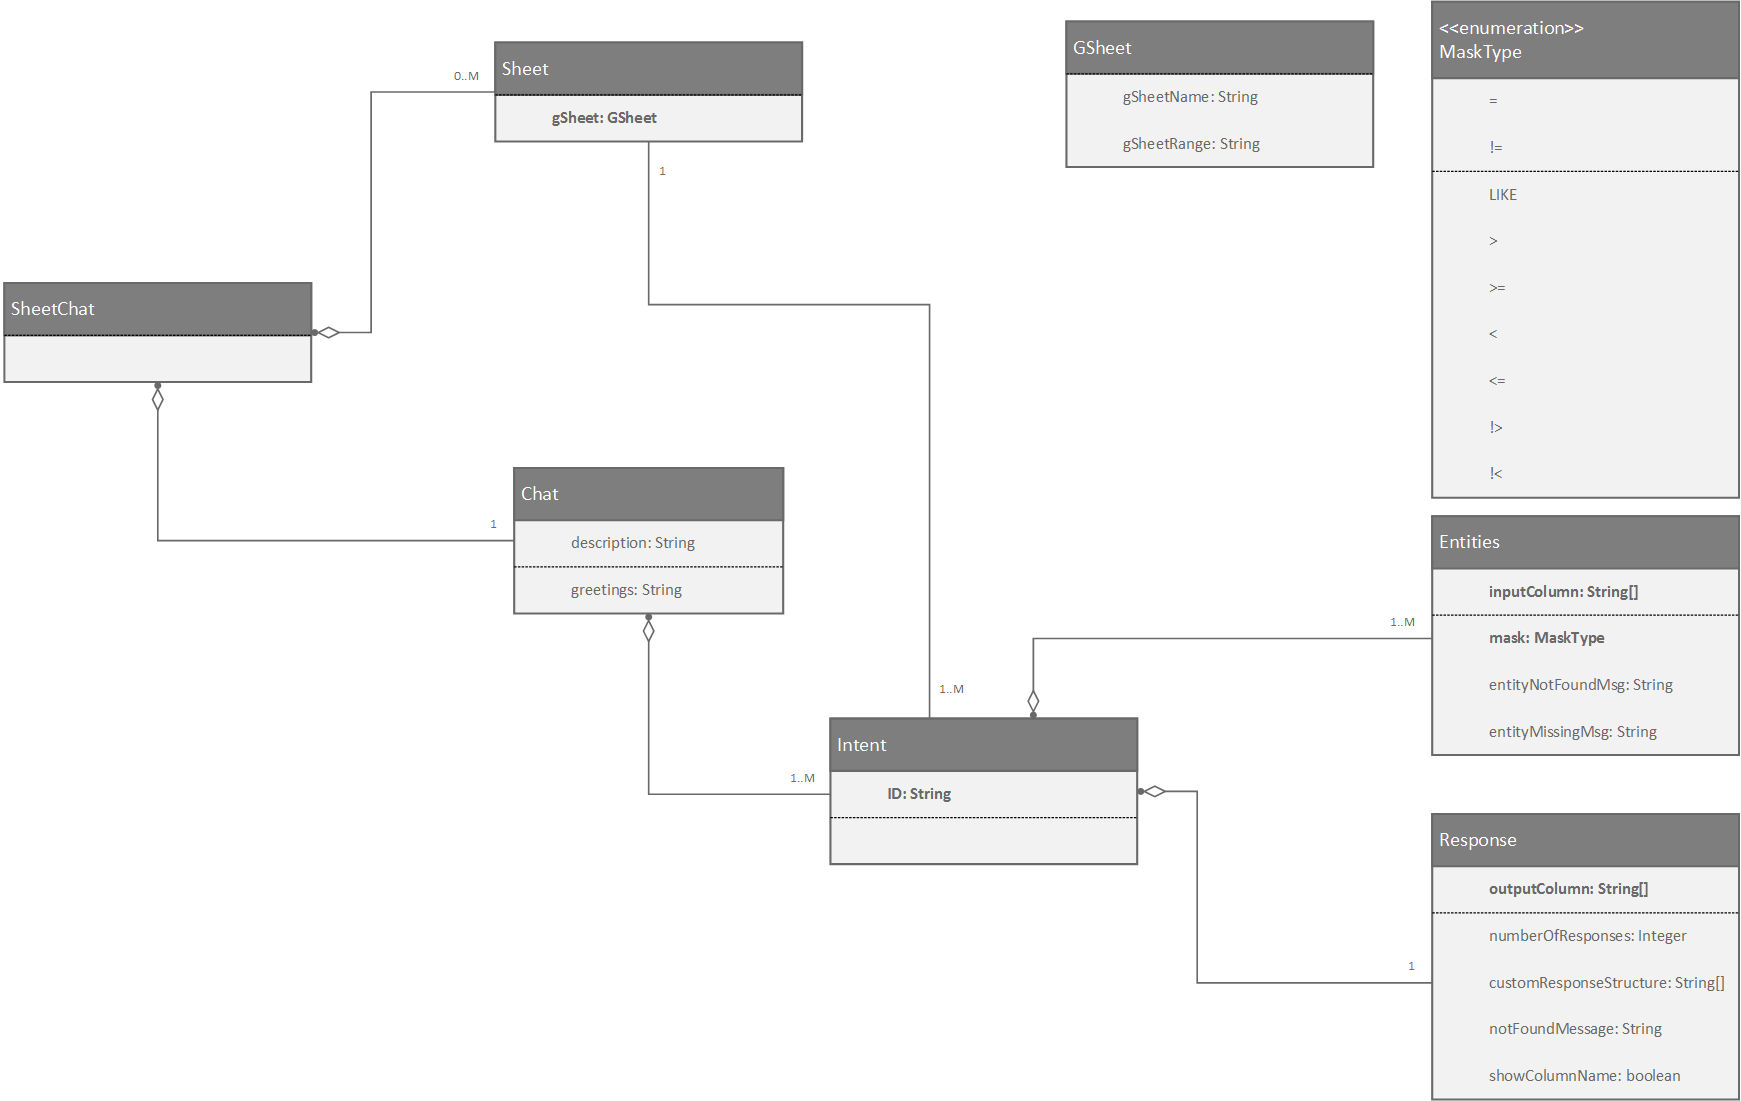 <<enumeration>>
MaskType
=
!=
LIKE
>
>=
<
<=
!>
!<
GSheet
gSheetName: String
gSheetRange: String
Sheet
gSheet: GSheet
0..M
1
SheetChat
Chat
description: String
greetings: String
1
1..M
1..M
Intent
ID: String
1..M
Entities
inputColumn: String[]
mask: MaskType
entityNotFoundMsg: String
entityMissingMsg: String
1
Response
outputColumn: String[]
numberOfResponses: Integer
customResponseStructure: String[]
notFoundMessage: String
showColumnName: boolean